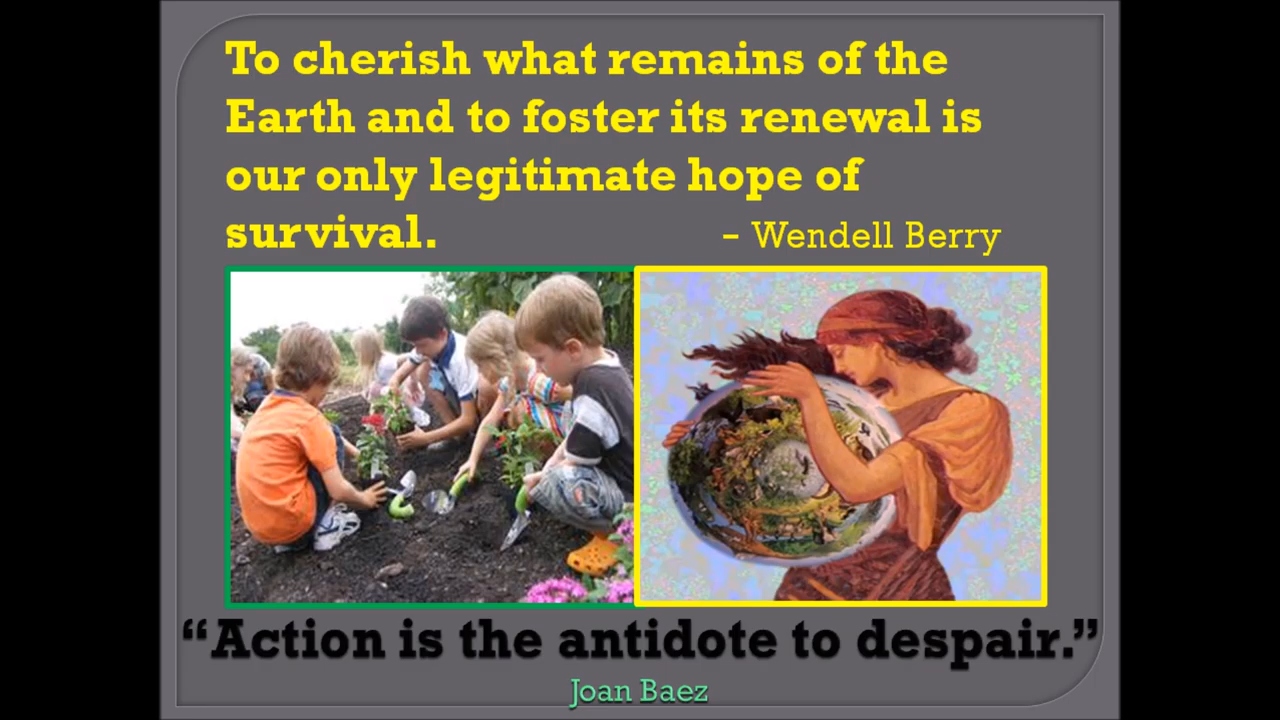 To cherish what remains of the
Earth and to foster its renewal is
our only legitimate hope of
survival. – Wendell Berry
“Action is the antidote to despair.”
Joan Baez